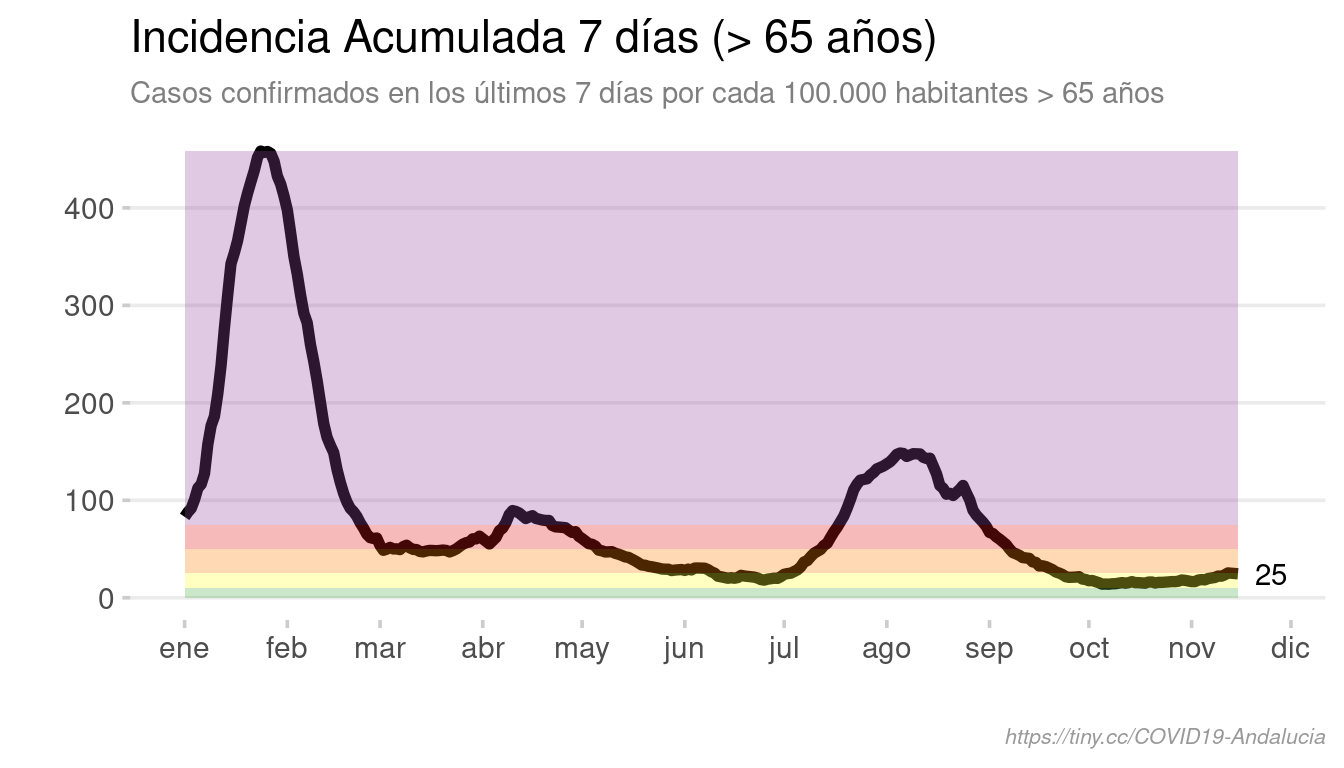 Incidencia Acumulada 7 días (> 65 años)
Casos confirmados en los últimos 7 días por cada 100.000 habitantes > 65 años
400
300
200
100
0
25
ene feb mar abr may jun jul ago sep oct nov dic
https://tiny.cc/COVID19-Andalucia